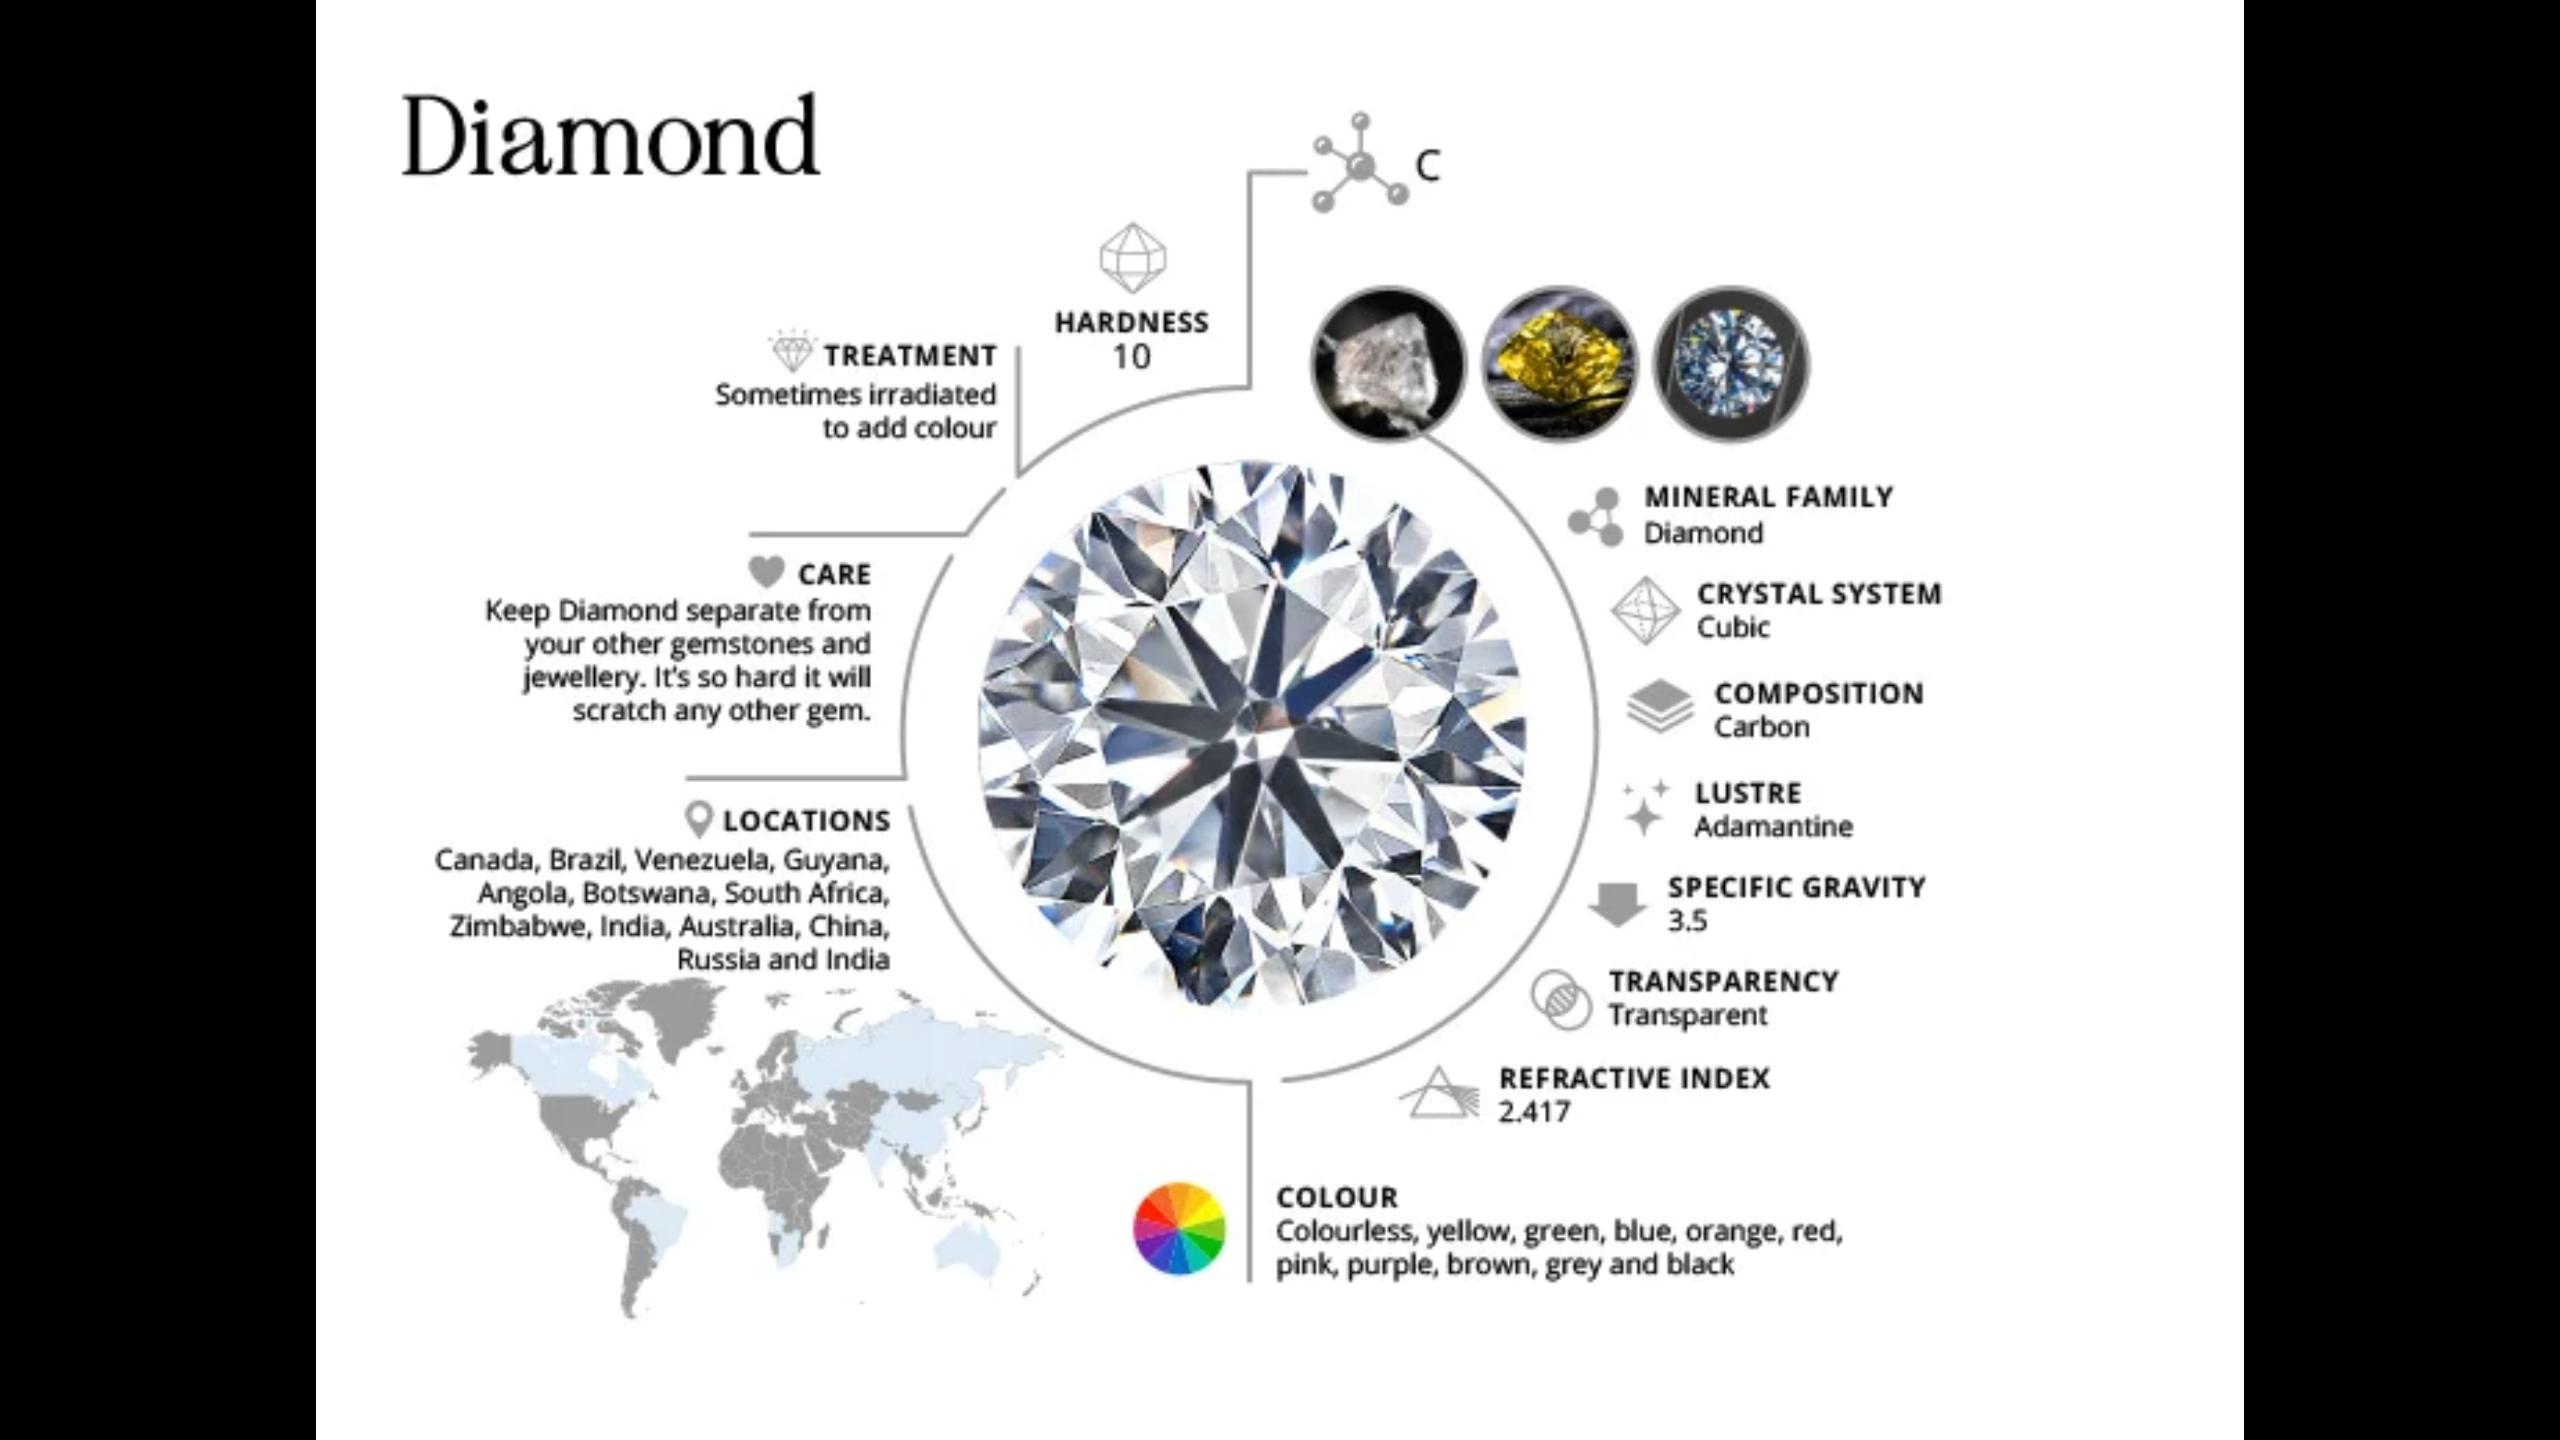 Diamond
C
HARDNESS
10
TREATMENT
Sometimes irradiated
to add colour
CARE
Keep Diamond separate from
your other gemstones and
jewellery. It's so hard it will
scratch any other gem.
LOCATIONS
Canada, Brazil, Venezuela, Guyana,
Angola, Botswana, South Africa,
Zimbabwe, India, Australia, China,
Russia and India
MINERAL FAMILY
Diamond
CRYSTAL SYSTEM
Cubic
COMPOSITION
Carbon
LUSTRE
Adamantine
SPECIFIC GRAVITY
3.5
TRANSPARENCY
Transparent
REFRACTIVE INDEX
2.417
COLOUR
Colourless, yellow, green, blue, orange, red,
pink, purple, brown, grey and black